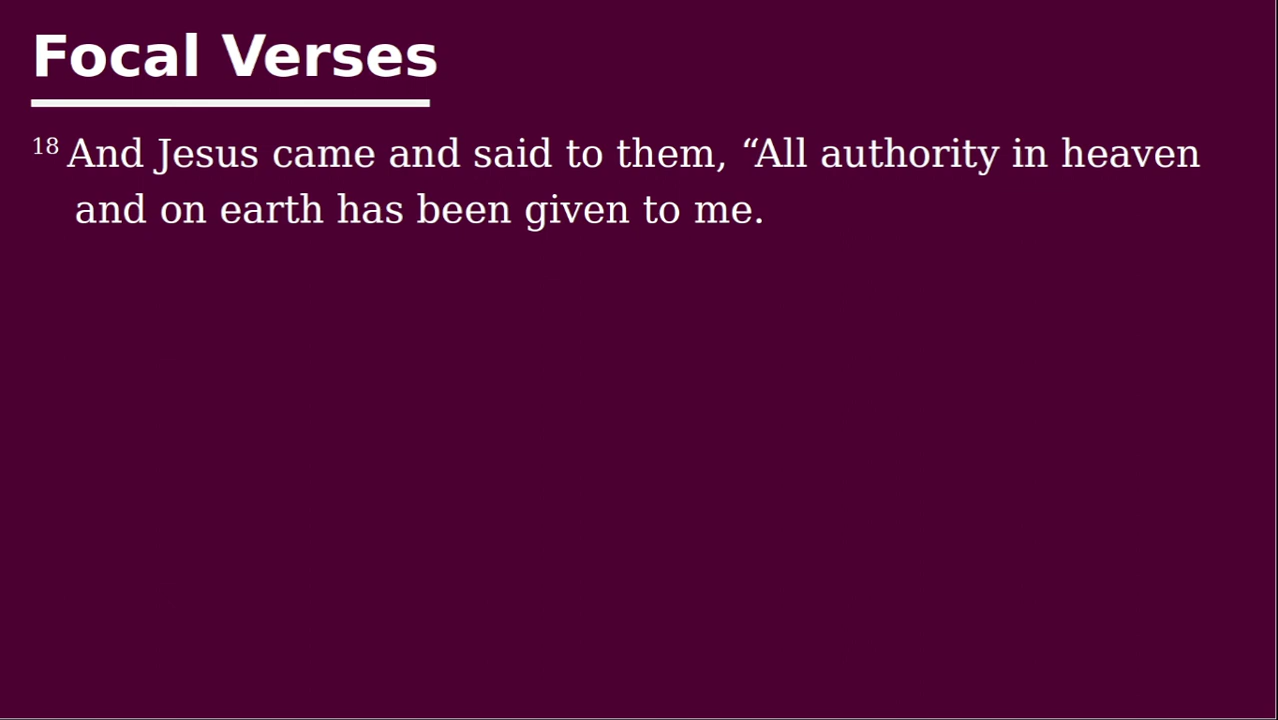 Focal Verses
18 And Jesus came and said to them, “All authority in heaven
and on earth has been given to me.